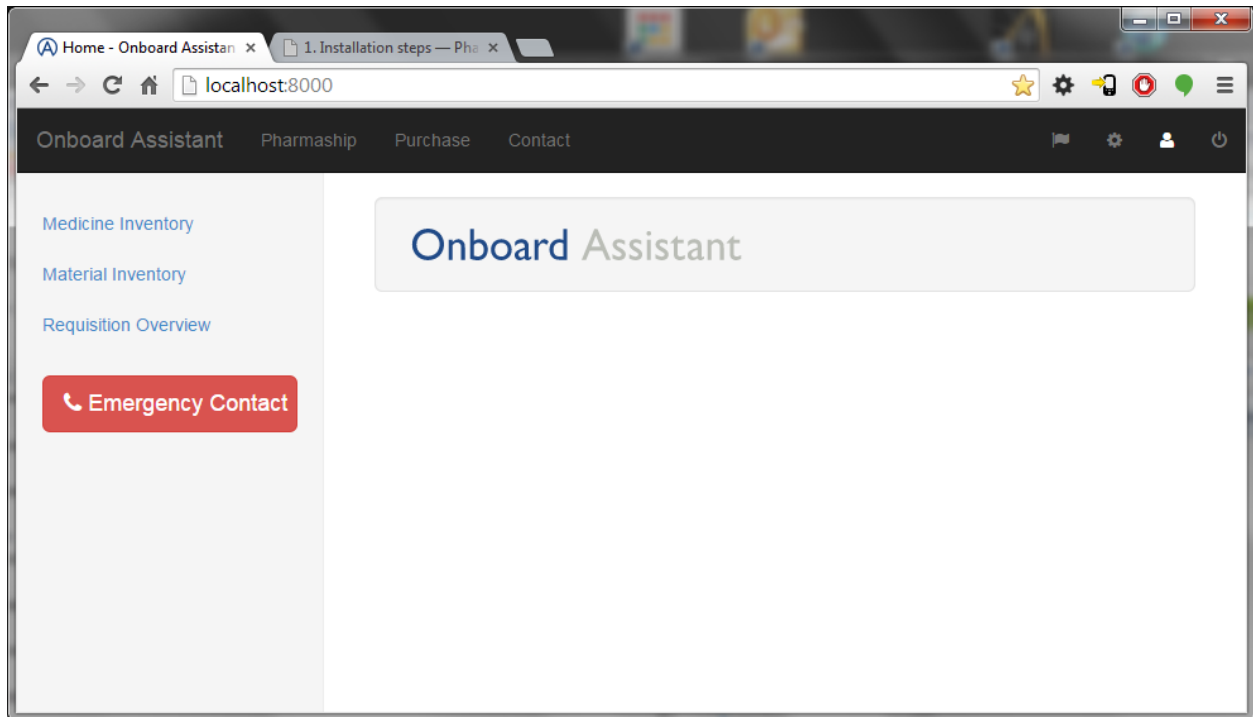 Home - Onboard Assistan
1. Installation steps — Pha
localhost:8000
Onboard Assistant Pharmaship Purchase Contact
Medicine Inventory
Material Inventory
Requisition Overview
Emergency Contact
Onboard Assistant